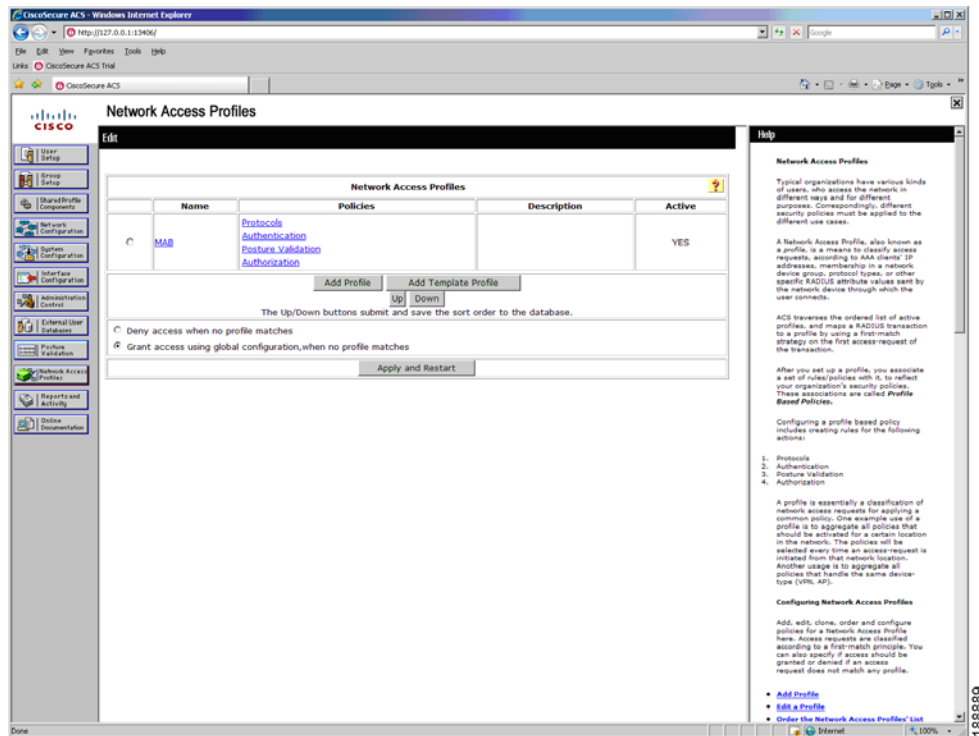 CiscoSecure ACS - Windows Internet Explorer
http://127.0.0.1:13406/
Google
File Edit View Favorites Tools Help
Links CiscoSecure ACS Trial
CiscoSecure ACS
Page Tools
CISCO
Network Access Profiles
User Setup
Group Setup
Shared Profile Components
Network Configuration
System Configuration
Interface Configuration
Administration Control
External User Databases
Posture Validation
Network Access Profiles
Reports and Activity
Online Documentation
Edit
Network Access Profiles
Name Policies Description Active
MAB
Protocols
Authentication
Posture Validation
Authorization
YES
Add Profile Add Template Profile
Up Down
The Up/Down buttons submit and save the sort order to the database.
Deny access when no profile matches
Grant access using global configuration,when no profile matches
Apply and Restart
Help
Network Access Profiles
Typical organizations have various kinds
of users, who access the network in
different ways and for different
purposes. Correspondingly, different
security policies must be applied to the
different use cases.
A Network Access Profile, also known as
a profile, is a means to classify access
requests, according to AAA clients' IP
addresses, membership in a network
device group, protocol types, or other
specific RADIUS attribute values sent by
the network device through which the
user connects.
ACS traverses the ordered list of active
profiles, and maps a RADIUS transaction
to a profile by using a first-match
strategy on the first access-request of
the transaction.
After you set up a profile, you associate
a set of rules/policies with it, to reflect
your organization's security policies.
These associations are called Profile
Based Policies.
Configuring a profile based policy
includes creating rules for the following
actions:
1. Protocols
2. Authentication
3. Posture Validation
4. Authorization
A profile is essentially a classification of
network access requests for applying a
common policy. One example use of a
profile is to aggregate all policies that
should be activated for a certain location
in the network. The policies will be
selected every time an access-request is
initiated from that network location.
Another usage is to aggregate all
policies that handle the same device-
type (VPN, AP).
Configuring Network Access Profiles
Add, edit, clone, order and configure
policies for a Network Access Profile
here. Access requests are classified
according to a first-match principle. You
can also specify if access should be
granted or denied if an access
request does not match any profile.
• Add Profile
• Edit a Profile
• Order the Network Access Profiles' List
Done
Internet
100%
188889